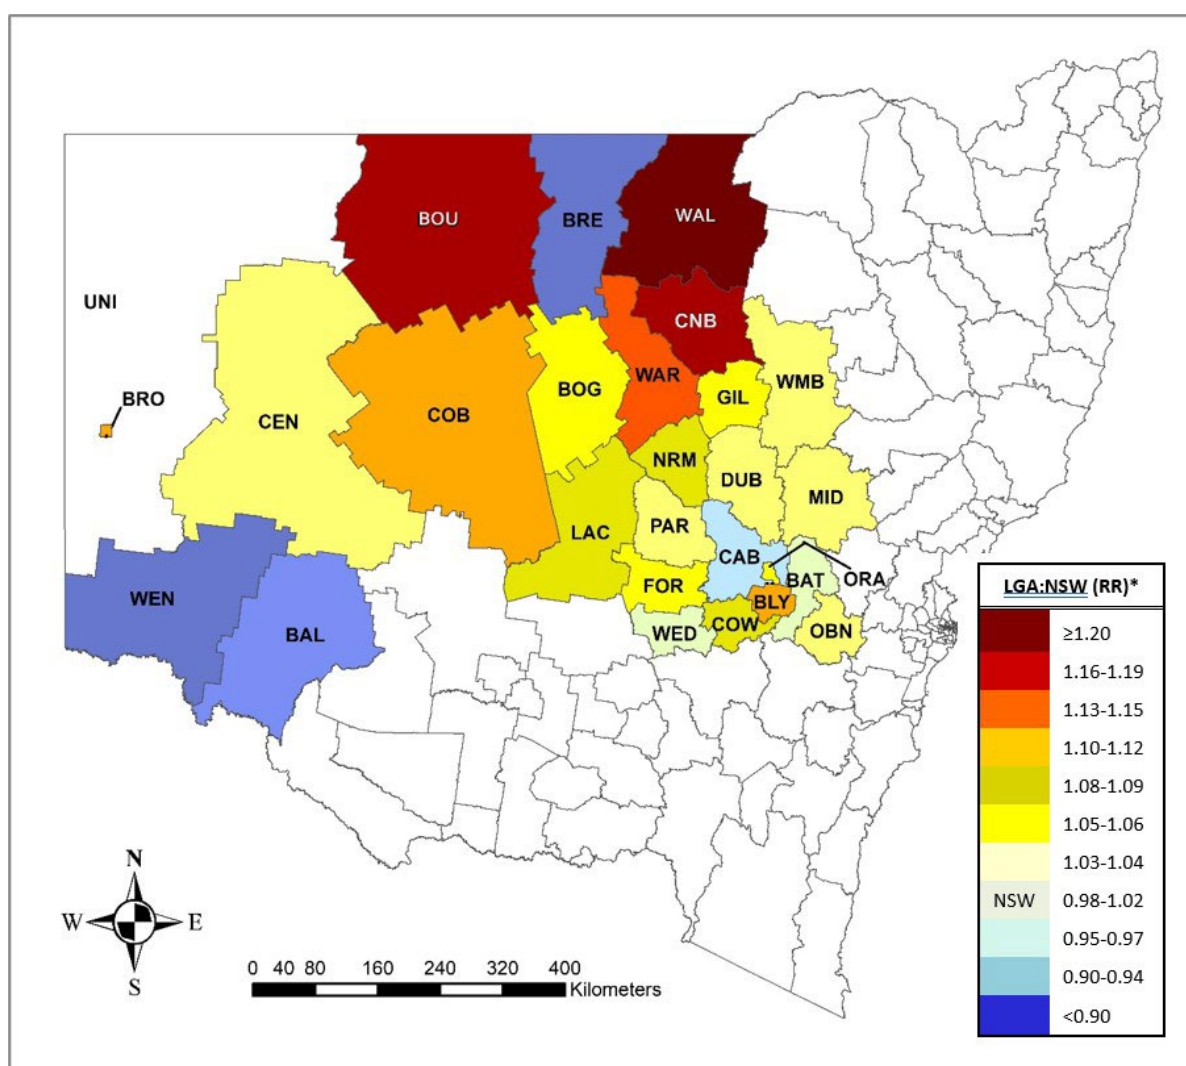 BOU
BRE
WAL
UNI
CNB
BRO
WAR
WMB
BOG
GIL
CEN
COB
NRM
DUB
MID
LAC
PAR
CAB
WEN
FOR
BAT
ORA
BLY
BAL
WED
COW
OBN
LGA:NSW (RR)*
≥1.20
1.16-1.19
1.13-1.15
1.10-1.12
1.08-1.09
1.05-1.06
1.03-1.04
NSW 0.98-1.02
0.95-0.97
0.90-0.94
<0.90
N
W E
S
0 40 80 160 240 320 400
Kilometers